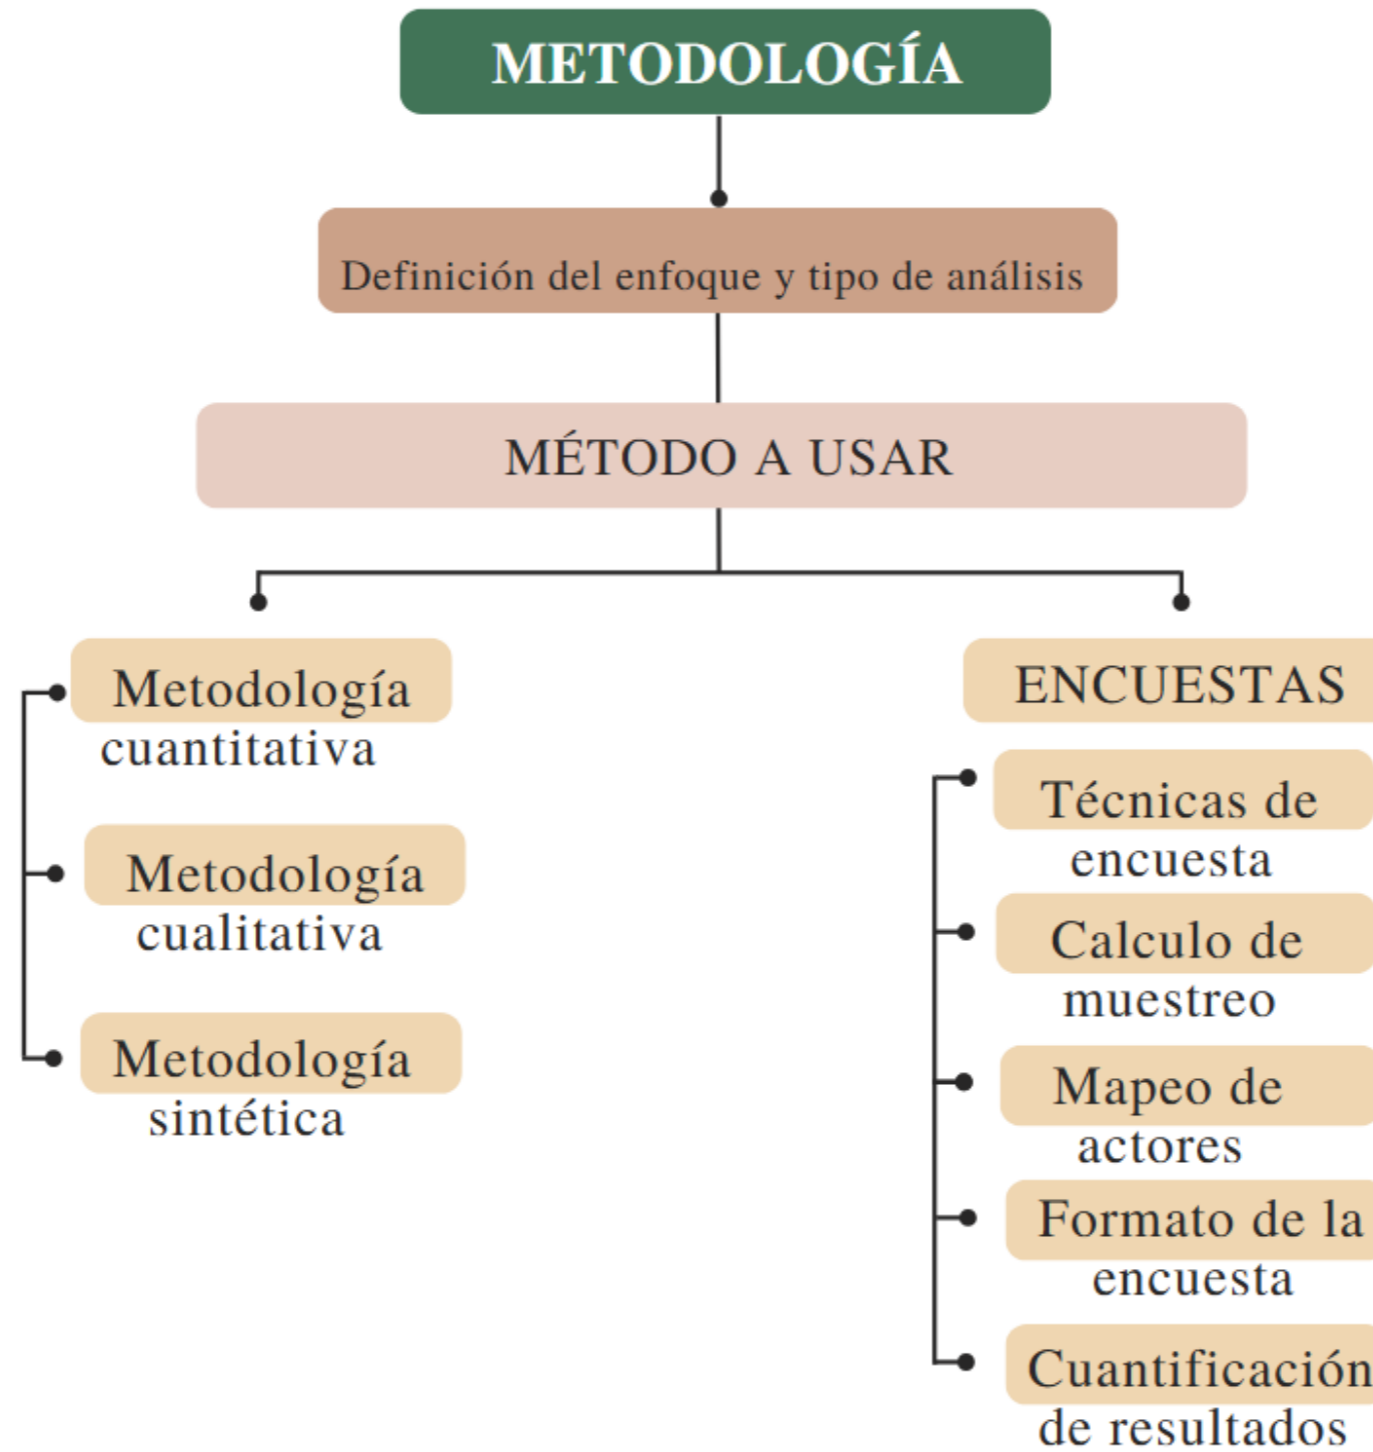 METODOLOGÍA
Definición del enfoque y tipo de análisis
MÉTODO A USAR
Metodología
cuantitativa
Metodología
cualitativa
Metodología
sintética
ENCUESTAS
Técnicas de
encuesta
Calculo de
muestreo
Mapeo de
actores
Formato de la
encuesta
Cuantificación
de resultados